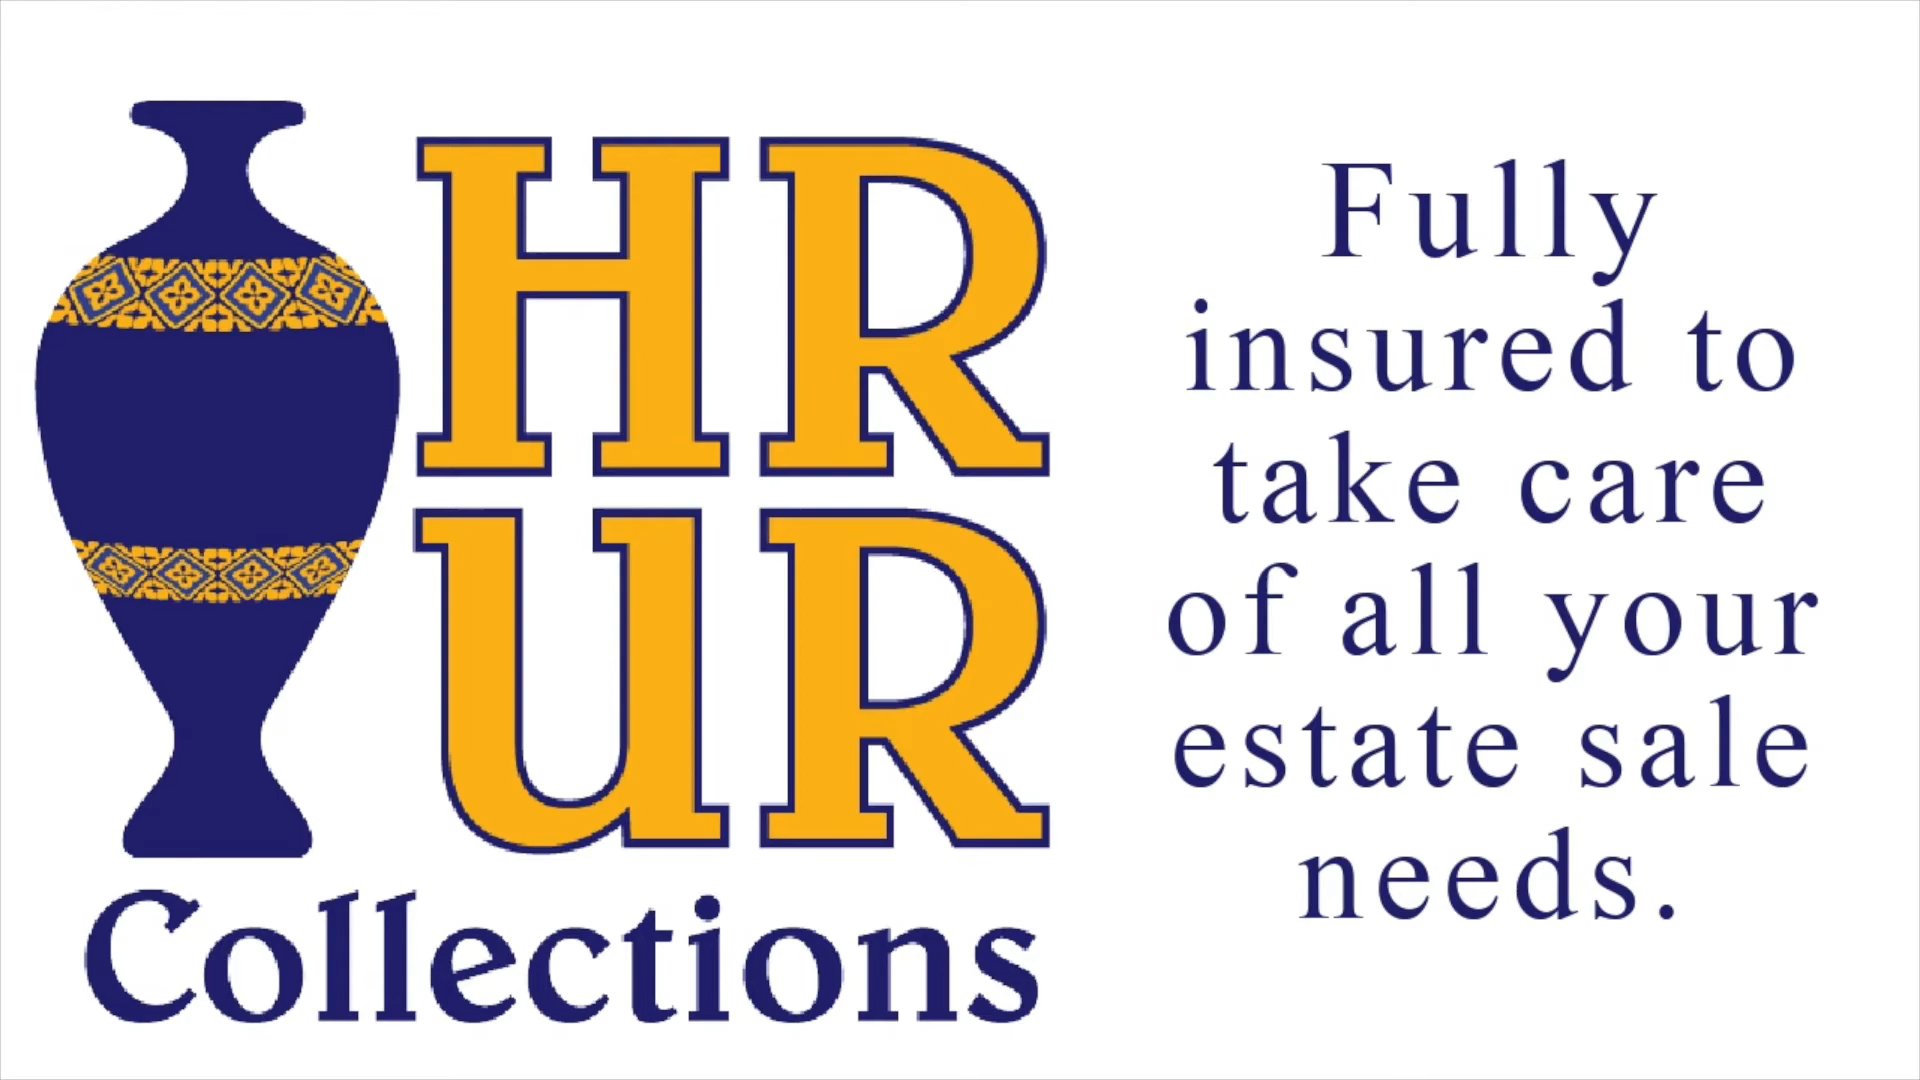 HR
UR
Collections
Fully
insured to
take care
of all your
estate sale
needs.